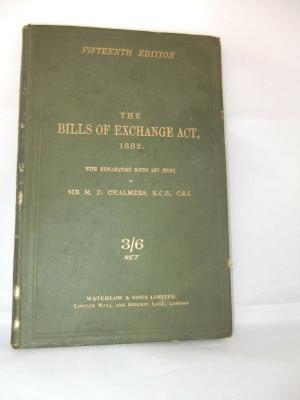 FIFTEENTH EDITION
THE
BILLS OF EXCHANGE ACT,
1882.
WITH EXPLANATORY NOTES AND INDEX
BY
SIR M. D. CHALMERS, K.C.B., C.S.I.
3/6
NET
WATERLOW & SONS LIMITED.
LONDON WALL AND BIRCHIN LANE, LONDON.